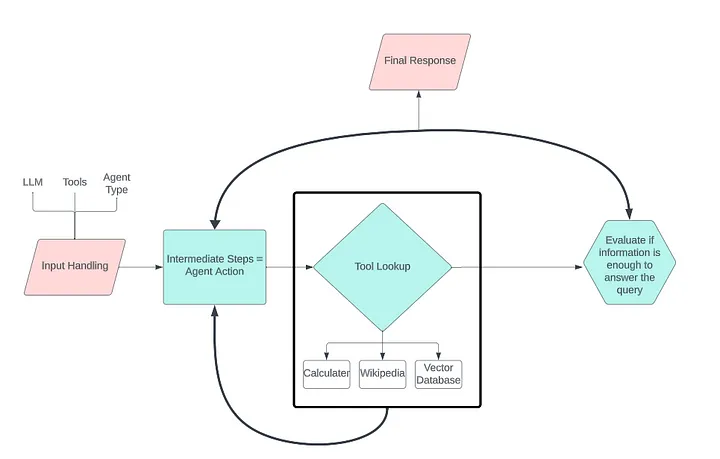 Final Response
LLM
Tools
Agent
Type
Input Handling
Intermediate Steps =
Agent Action
Tool Lookup
Evaluate if
information is
enough to
answer the
query
Calculater
Wikipedia
Vector
Database